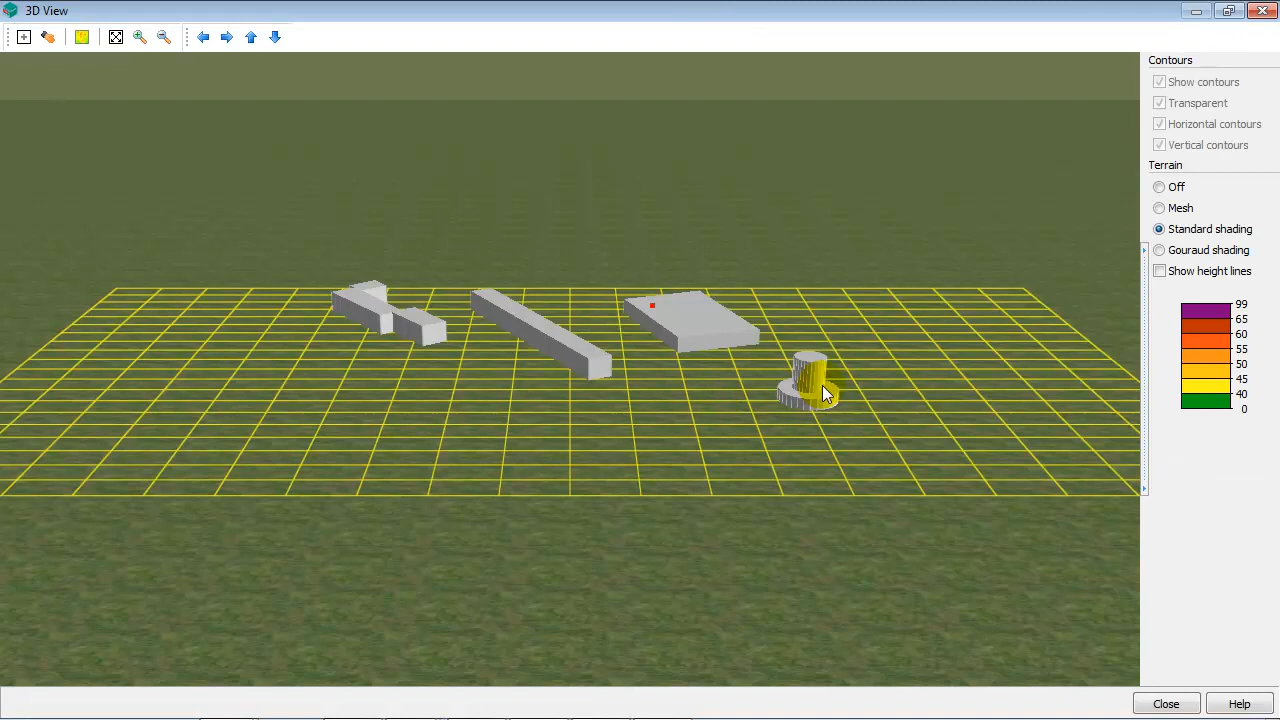 3D View
Contours
Show contours
Transparent
Horizontal contours
Vertical contours
Terrain
Off
Mesh
Standard shading
Gouraud shading
Show height lines
99
65
60
55
50
45
40
0
Close
Help